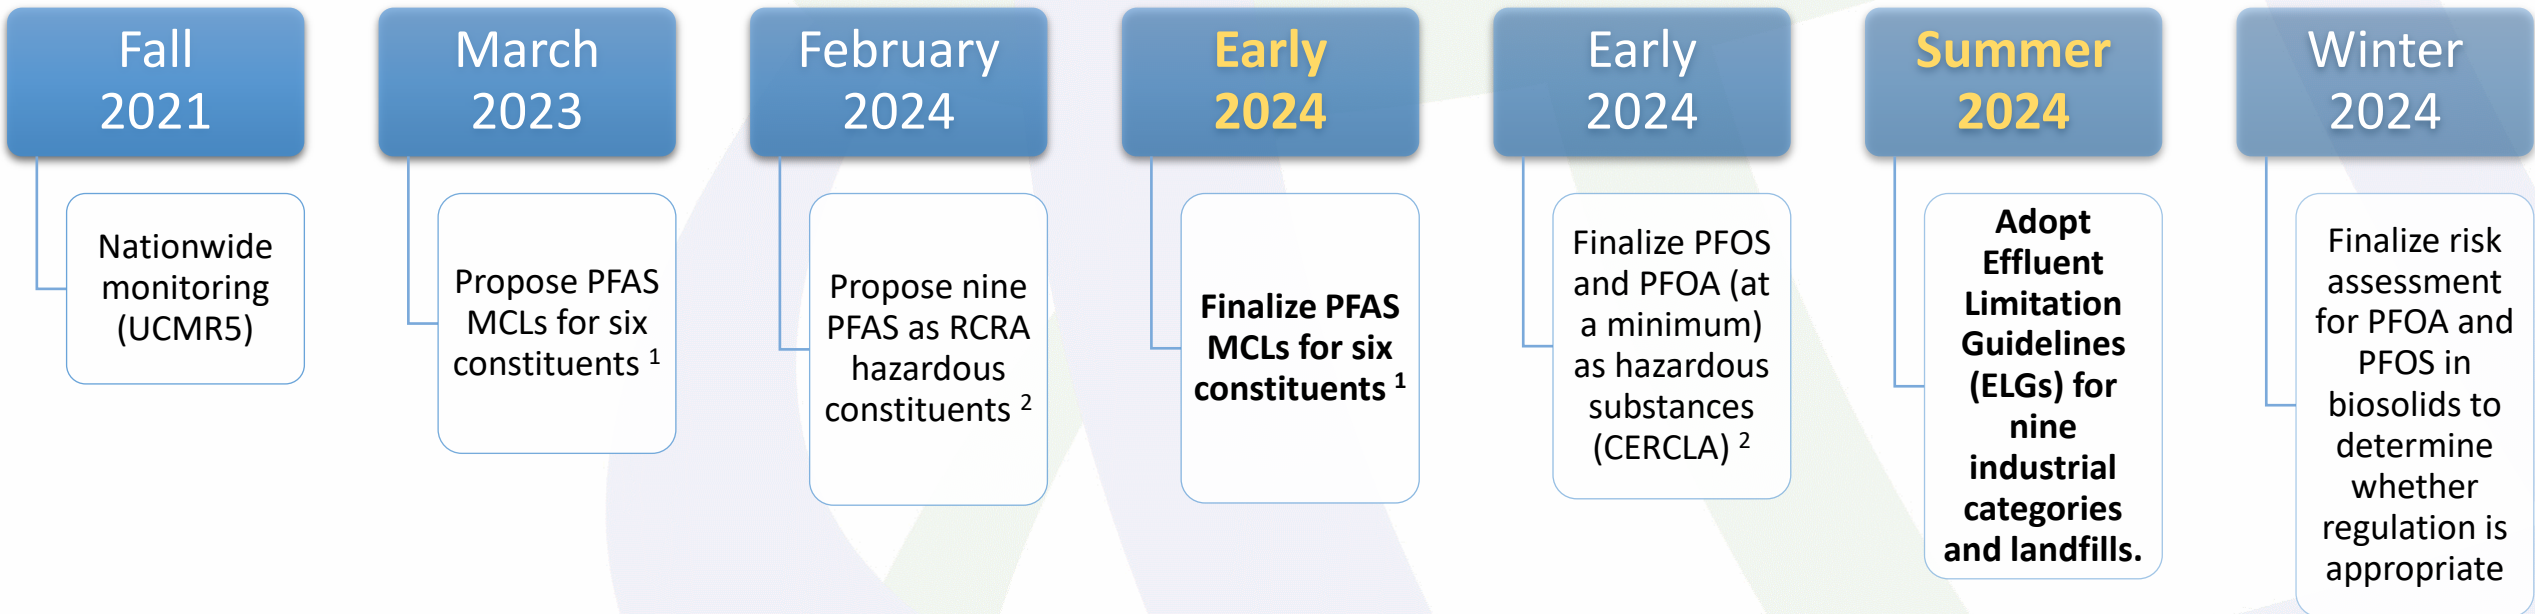 Fall
2021
Nationwide
monitoring
(UCMR5)
March
2023
Propose PFAS
MCLs for six
constituents 1
February
2024
Propose nine
PFAS as RCRA
hazardous
constituents 2
Early
2024
Finalize PFAS
MCLs for six
constituents 1
Early
2024
Finalize PFOS
and PFOA (at
a minimum)
as hazardous
substances
(CERCLA) 2
Summer
2024
Adopt
Effluent
Limitation
Guidelines
(ELGs) for
nine
industrial
categories
and landfills.
Winter
2024
Finalize risk
assessment
for PFOA and
PFOS in
biosolids to
determine
whether
regulation is
appropriate